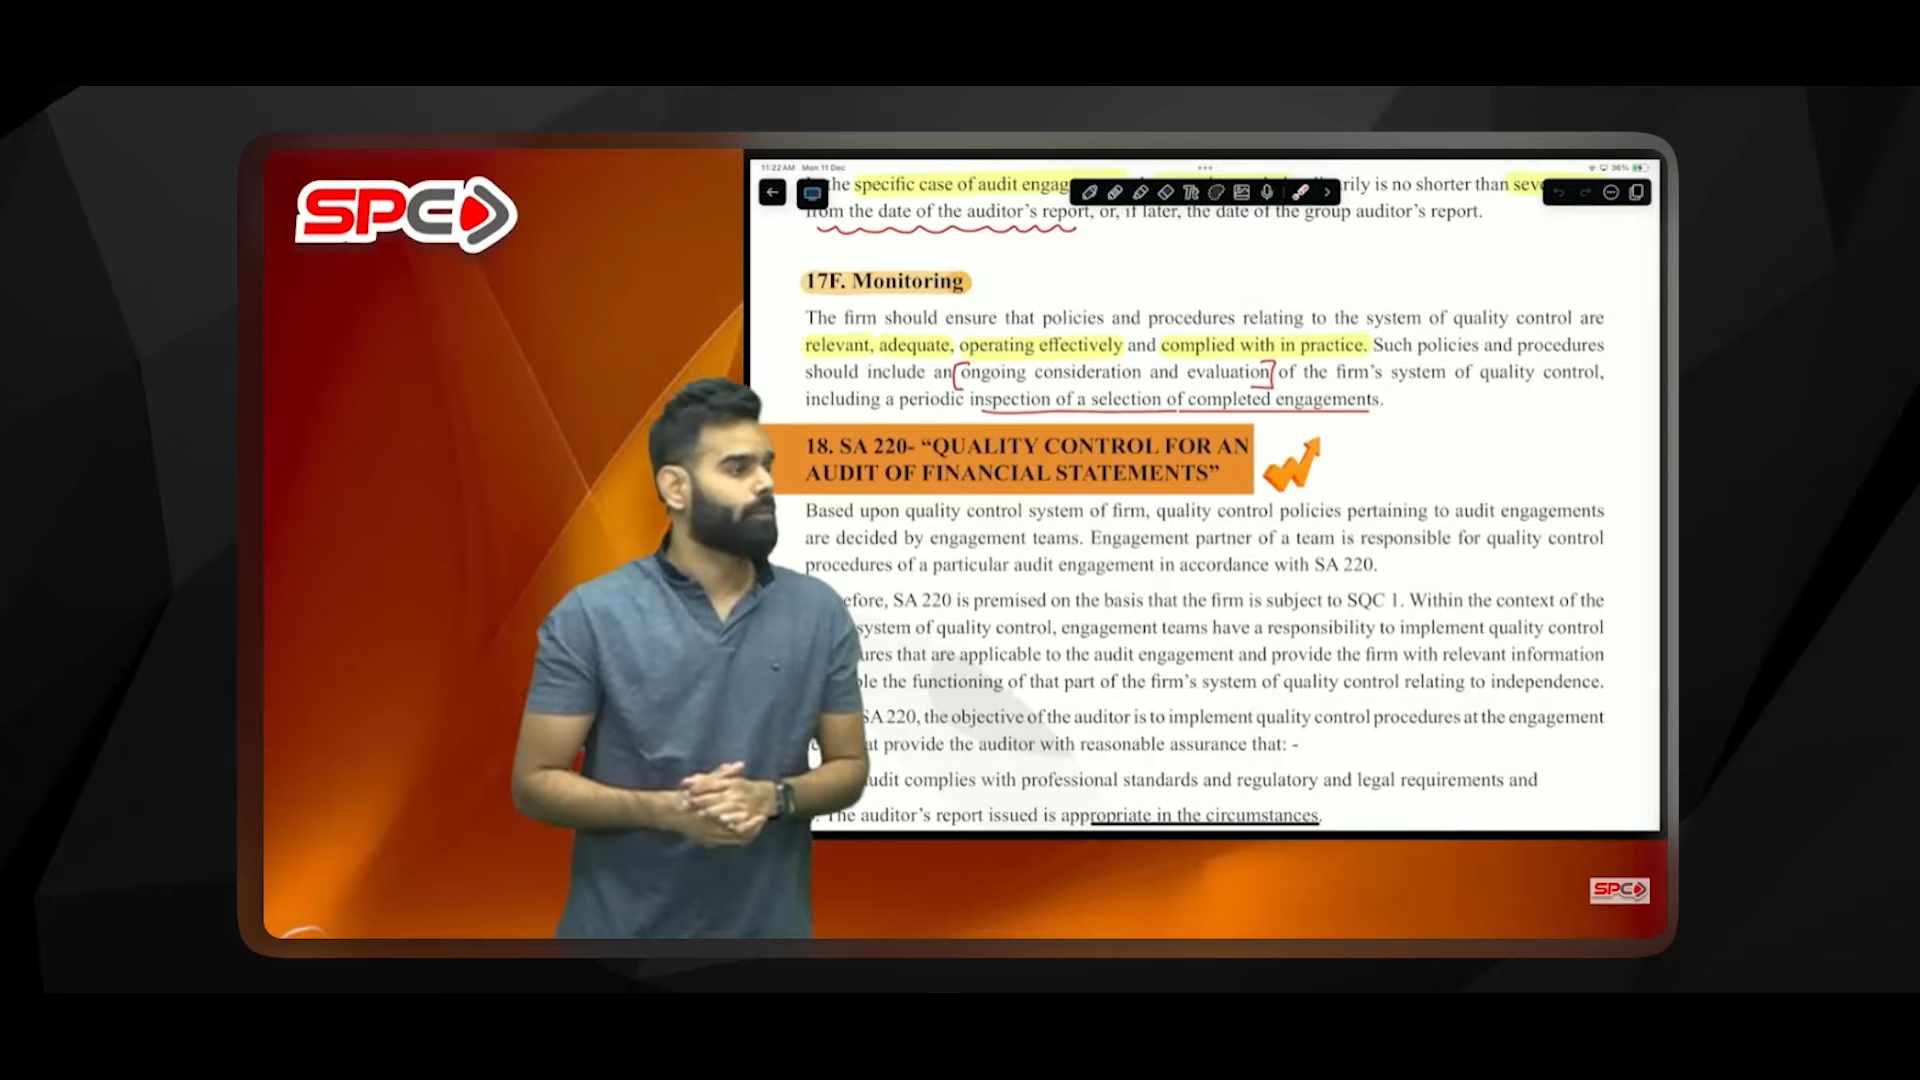 SPC
11:22 AM Mon 11 Dec
36%
the specific case of audit engag rily is no shorter than sev
from the date of the auditor's report, or, if later, the date of the group auditor's report.
17F. Monitoring
The firm should ensure that policies and procedures relating to the system of quality control are
relevant, adequate, operating effectively and complied with in practice. Such policies and procedures
should include an ongoing consideration and evaluation of the firm's system of quality control,
including a periodic inspection of a selection of completed engagements.
18. SA 220- “QUALITY CONTROL FOR AN
AUDIT OF FINANCIAL STATEMENTS”
Based upon quality control system of firm, quality control policies pertaining to audit engagements
are decided by engagement teams. Engagement partner of a team is responsible for quality control
procedures of a particular audit engagement in accordance with SA 220.
efore, SA 220 is premised on the basis that the firm is subject to SQC 1. Within the context of the
system of quality control, engagement teams have a responsibility to implement quality control
ures that are applicable to the audit engagement and provide the firm with relevant information
le the functioning of that part of the firm's system of quality control relating to independence.
SA 220, the objective of the auditor is to implement quality control procedures at the engagement
at provide the auditor with reasonable assurance that: -
udit complies with professional standards and regulatory and legal requirements and
The auditor's report issued is appropriate in the circumstances.
SPC